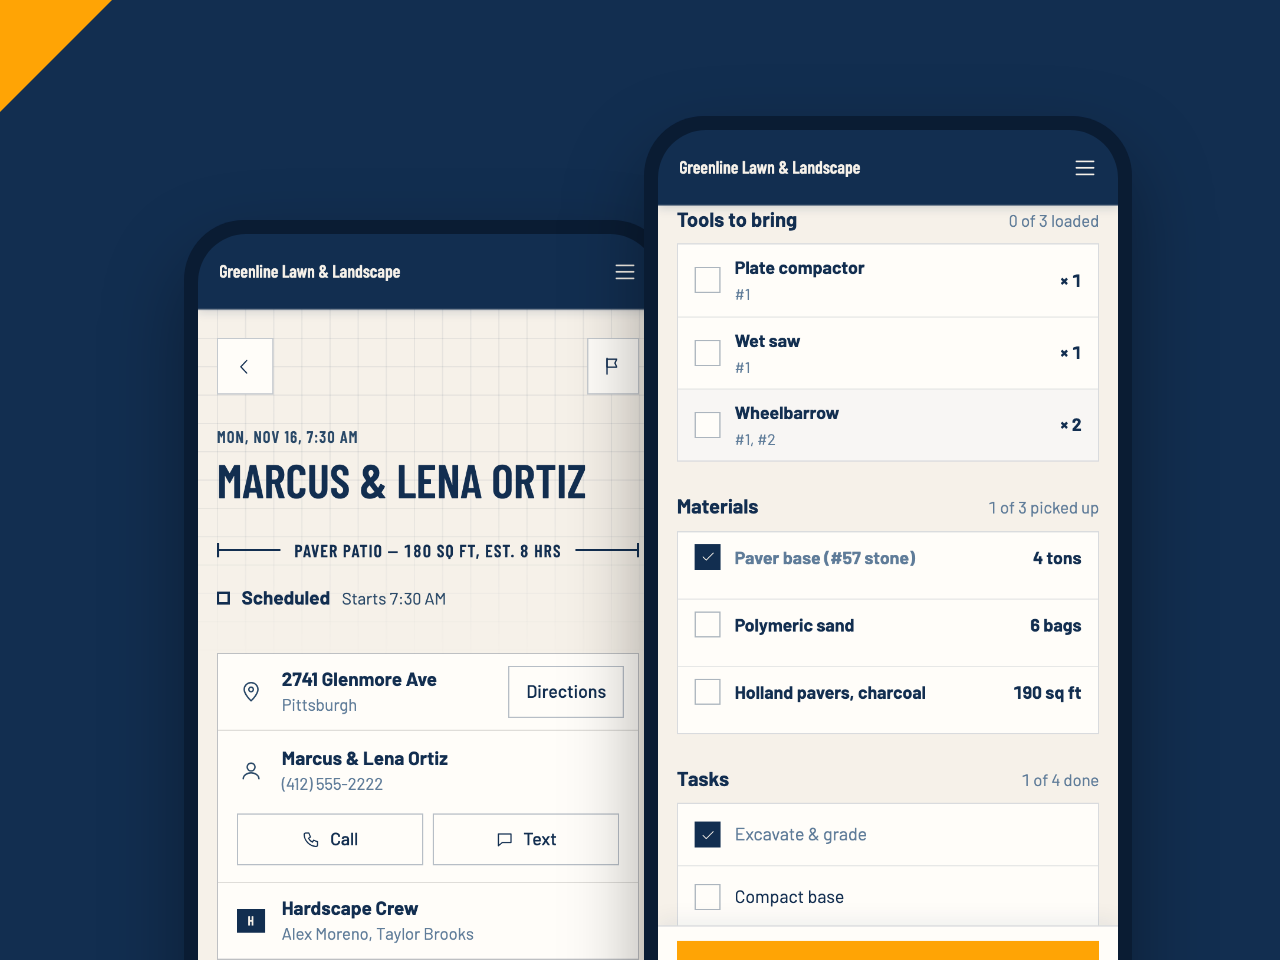 Greenline Lawn & Landscape
MON, NOV 16, 7:30 AM
MARCUS & LENA ORTIZ
PAVER PATIO — 180 SQ FT, EST. 8 HRS
Scheduled Starts 7:30 AM
2741 Glenmore Ave
Pittsburgh
Directions
Marcus & Lena Ortiz
(412) 555-2222
Call
Text
H
Hardscape Crew
Alex Moreno, Taylor Brooks
Greenline Lawn & Landscape
Tools to bring 0 of 3 loaded
Plate compactor × 1
#1
Wet saw × 1
#1
Wheelbarrow × 2
#1, #2
Materials 1 of 3 picked up
Paver base (#57 stone) 4 tons
Polymeric sand 6 bags
Holland pavers, charcoal 190 sq ft
Tasks 1 of 4 done
Excavate & grade
Compact base